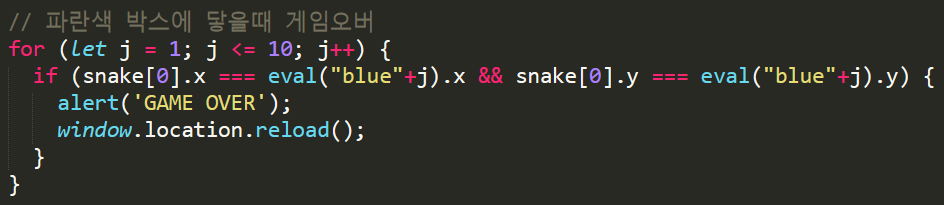 // 파란색 박스에 닿을때 게임오버
for (let j = 1; j <= 10; j++) {
  if (snake[0].x === eval("blue"+j).x && snake[0].y === eval("blue"+j).y) {
    alert('GAME OVER');
    window.location.reload();
  }
}